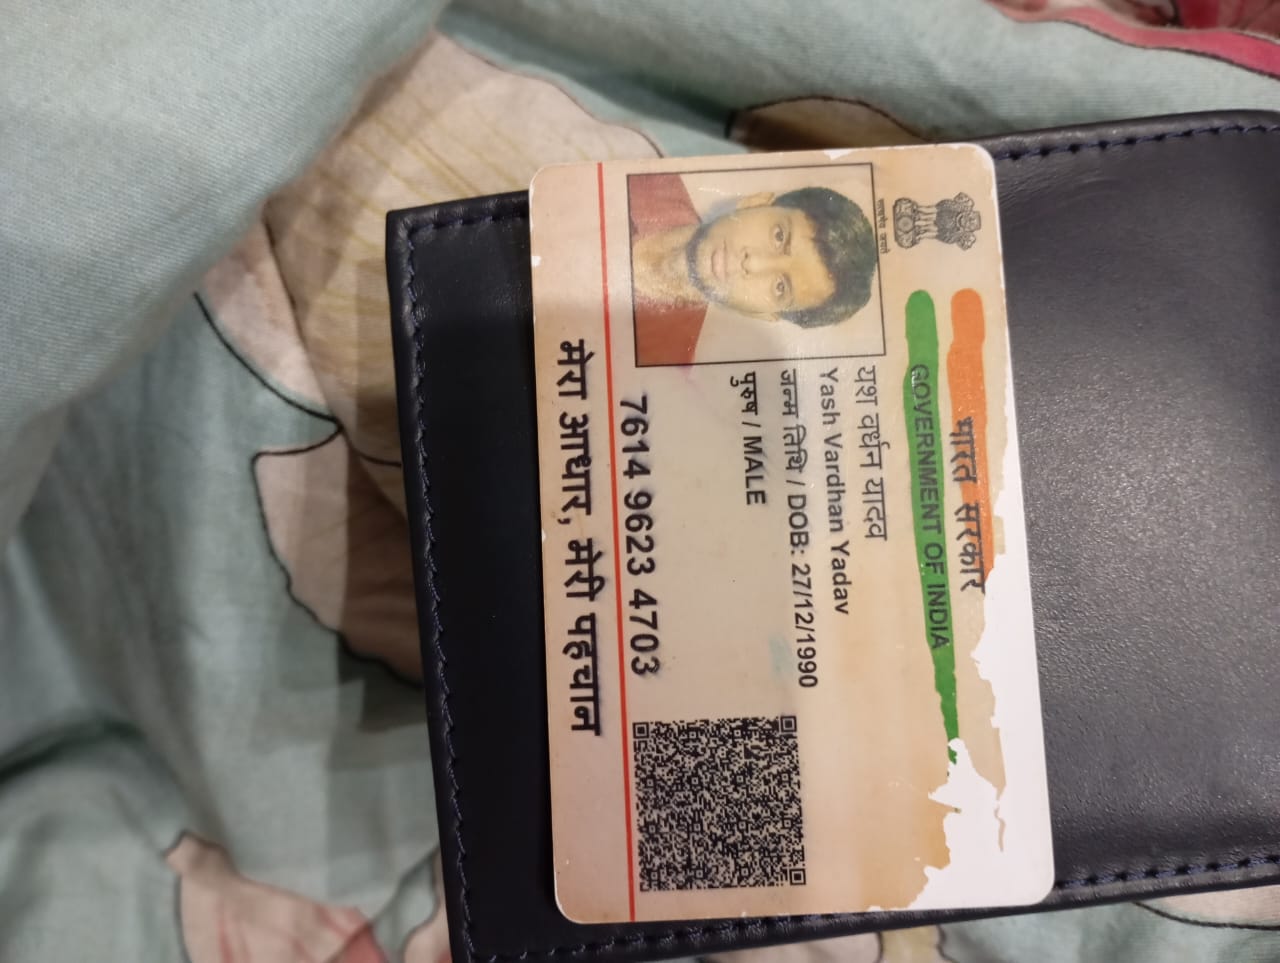 भारत सरकार
GOVERNMENT OF INDIA
सत्यमेव जयते
यश वर्धन यादव
Yash Vardhan Yadav
जन्म तिथि / DOB: 27/12/1990
पुरुष / MALE
7614 9623 4703
मेरा आधार, मेरी पहचान